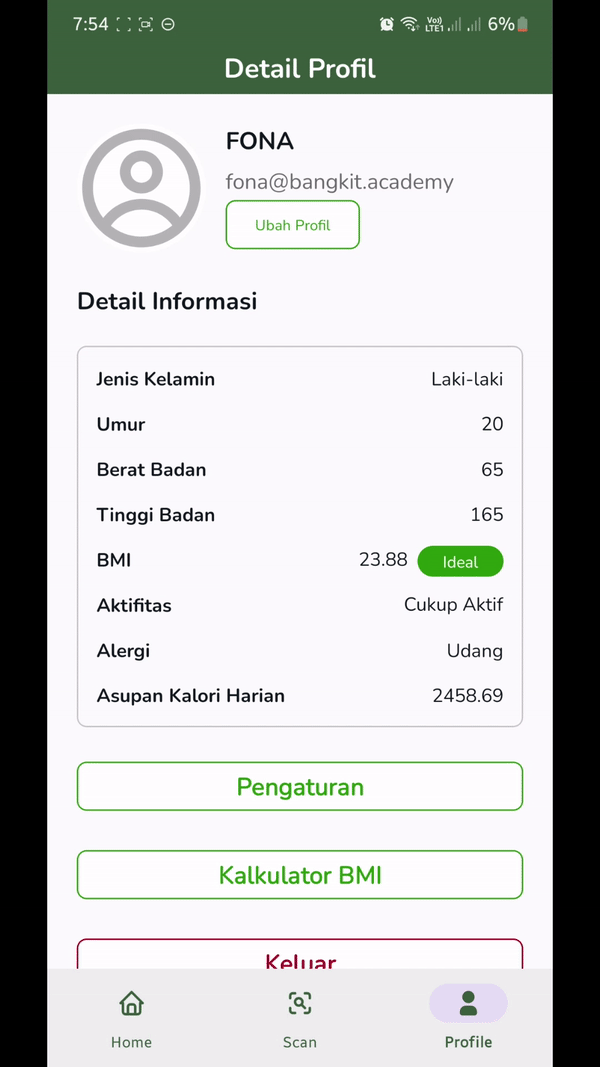 7:54 Vo)) LTE1 6%
Detail Profil
FONA
fona@bangkit.academy
Ubah Profil
Detail Informasi
Jenis Kelamin Laki-laki
Umur 20
Berat Badan 65
Tinggi Badan 165
BMI 23.88 Ideal
Aktifitas Cukup Aktif
Alergi Udang
Asupan Kalori Harian 2458.69
Pengaturan
Kalkulator BMI
Keluar
Home Scan Profile